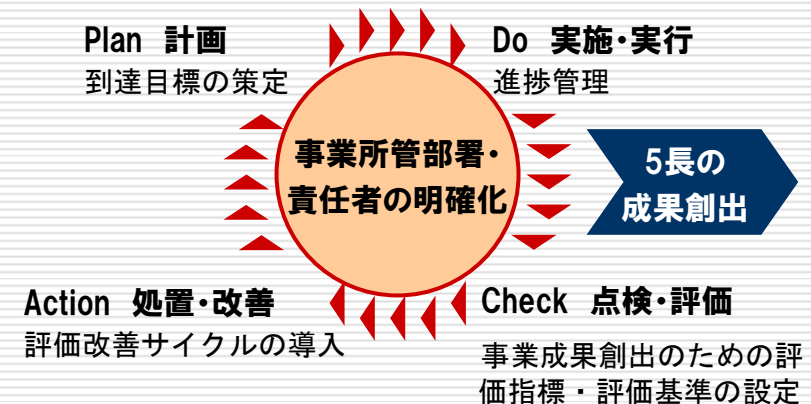 Plan 計画
到達目標の策定
Do 実施・実行
進捗管理
事業所管部署・
責任者の明確化
5長の
成果創出
Action 処置・改善
評価改善サイクルの導入
Check 点検・評価
事業成果創出のための評
価指標・評価基準の設定